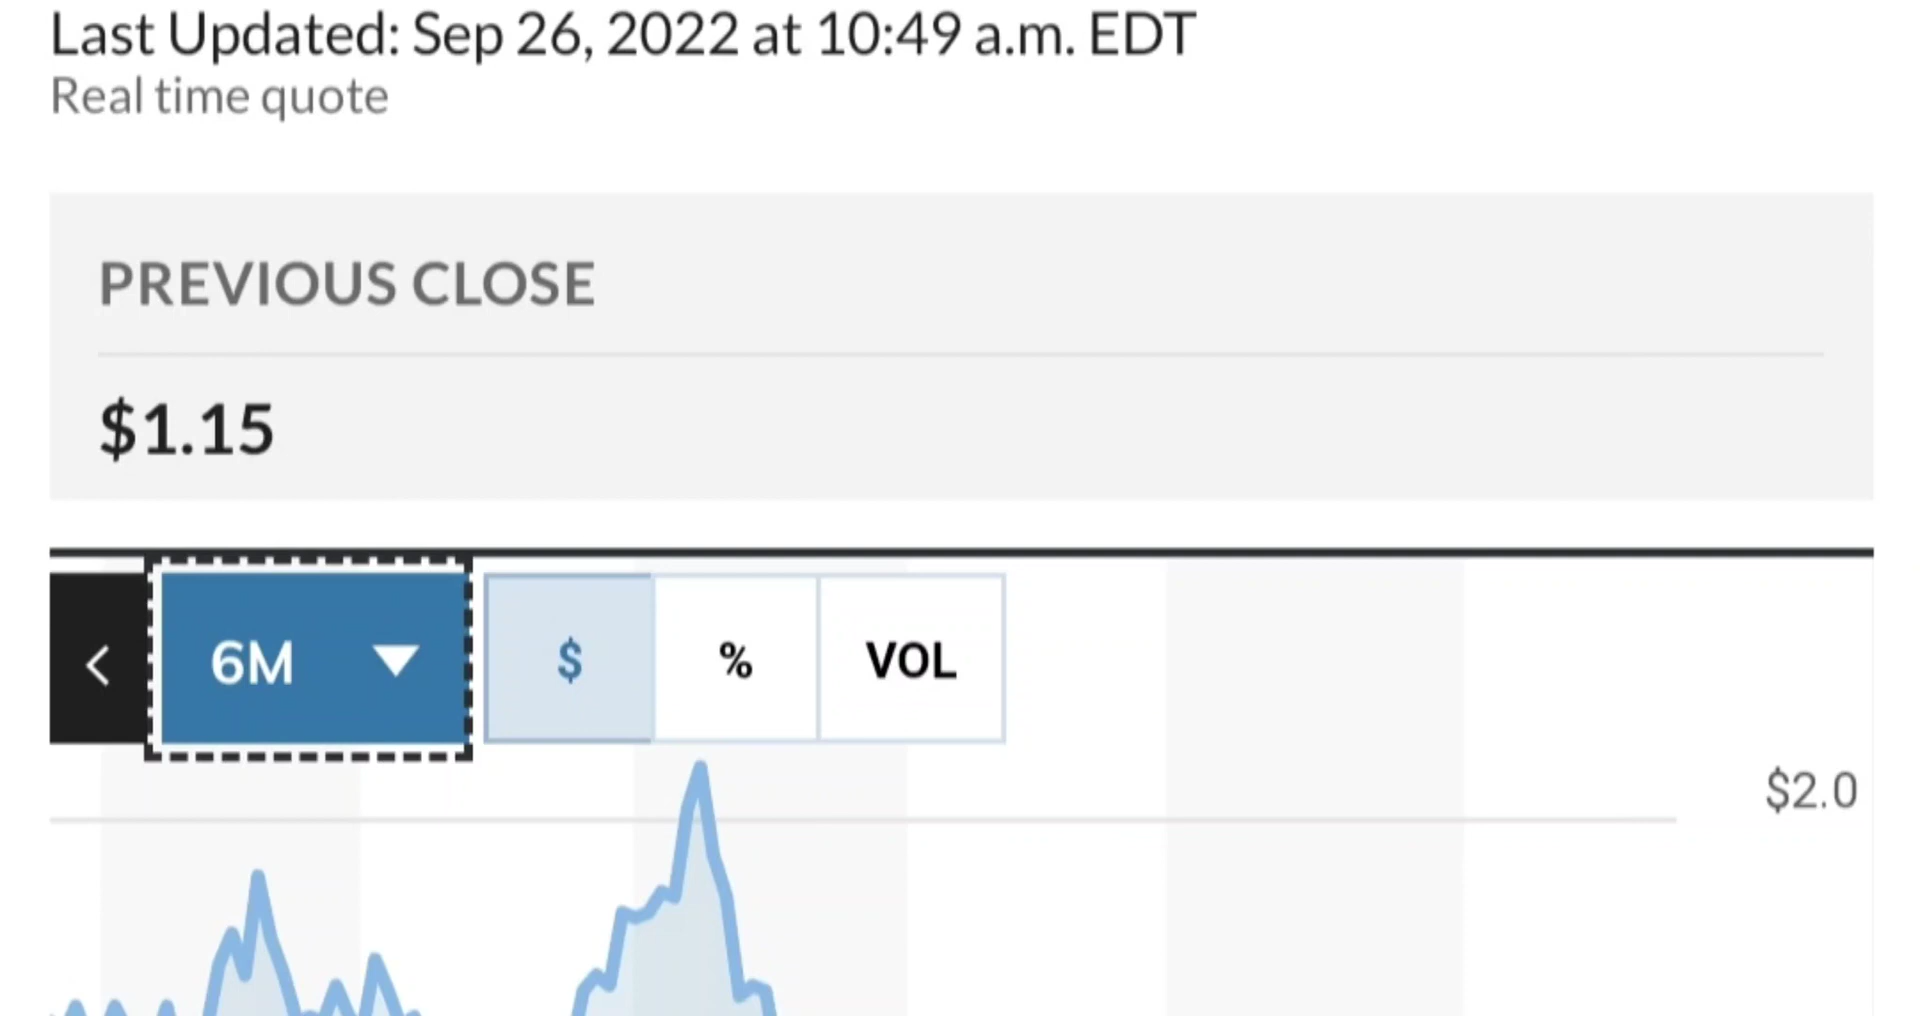 Last Updated: Sep 26, 2022 at 10:49 a.m. EDT
Real time quote
PREVIOUS CLOSE
$1.15
6M $ % VOL
$2.0